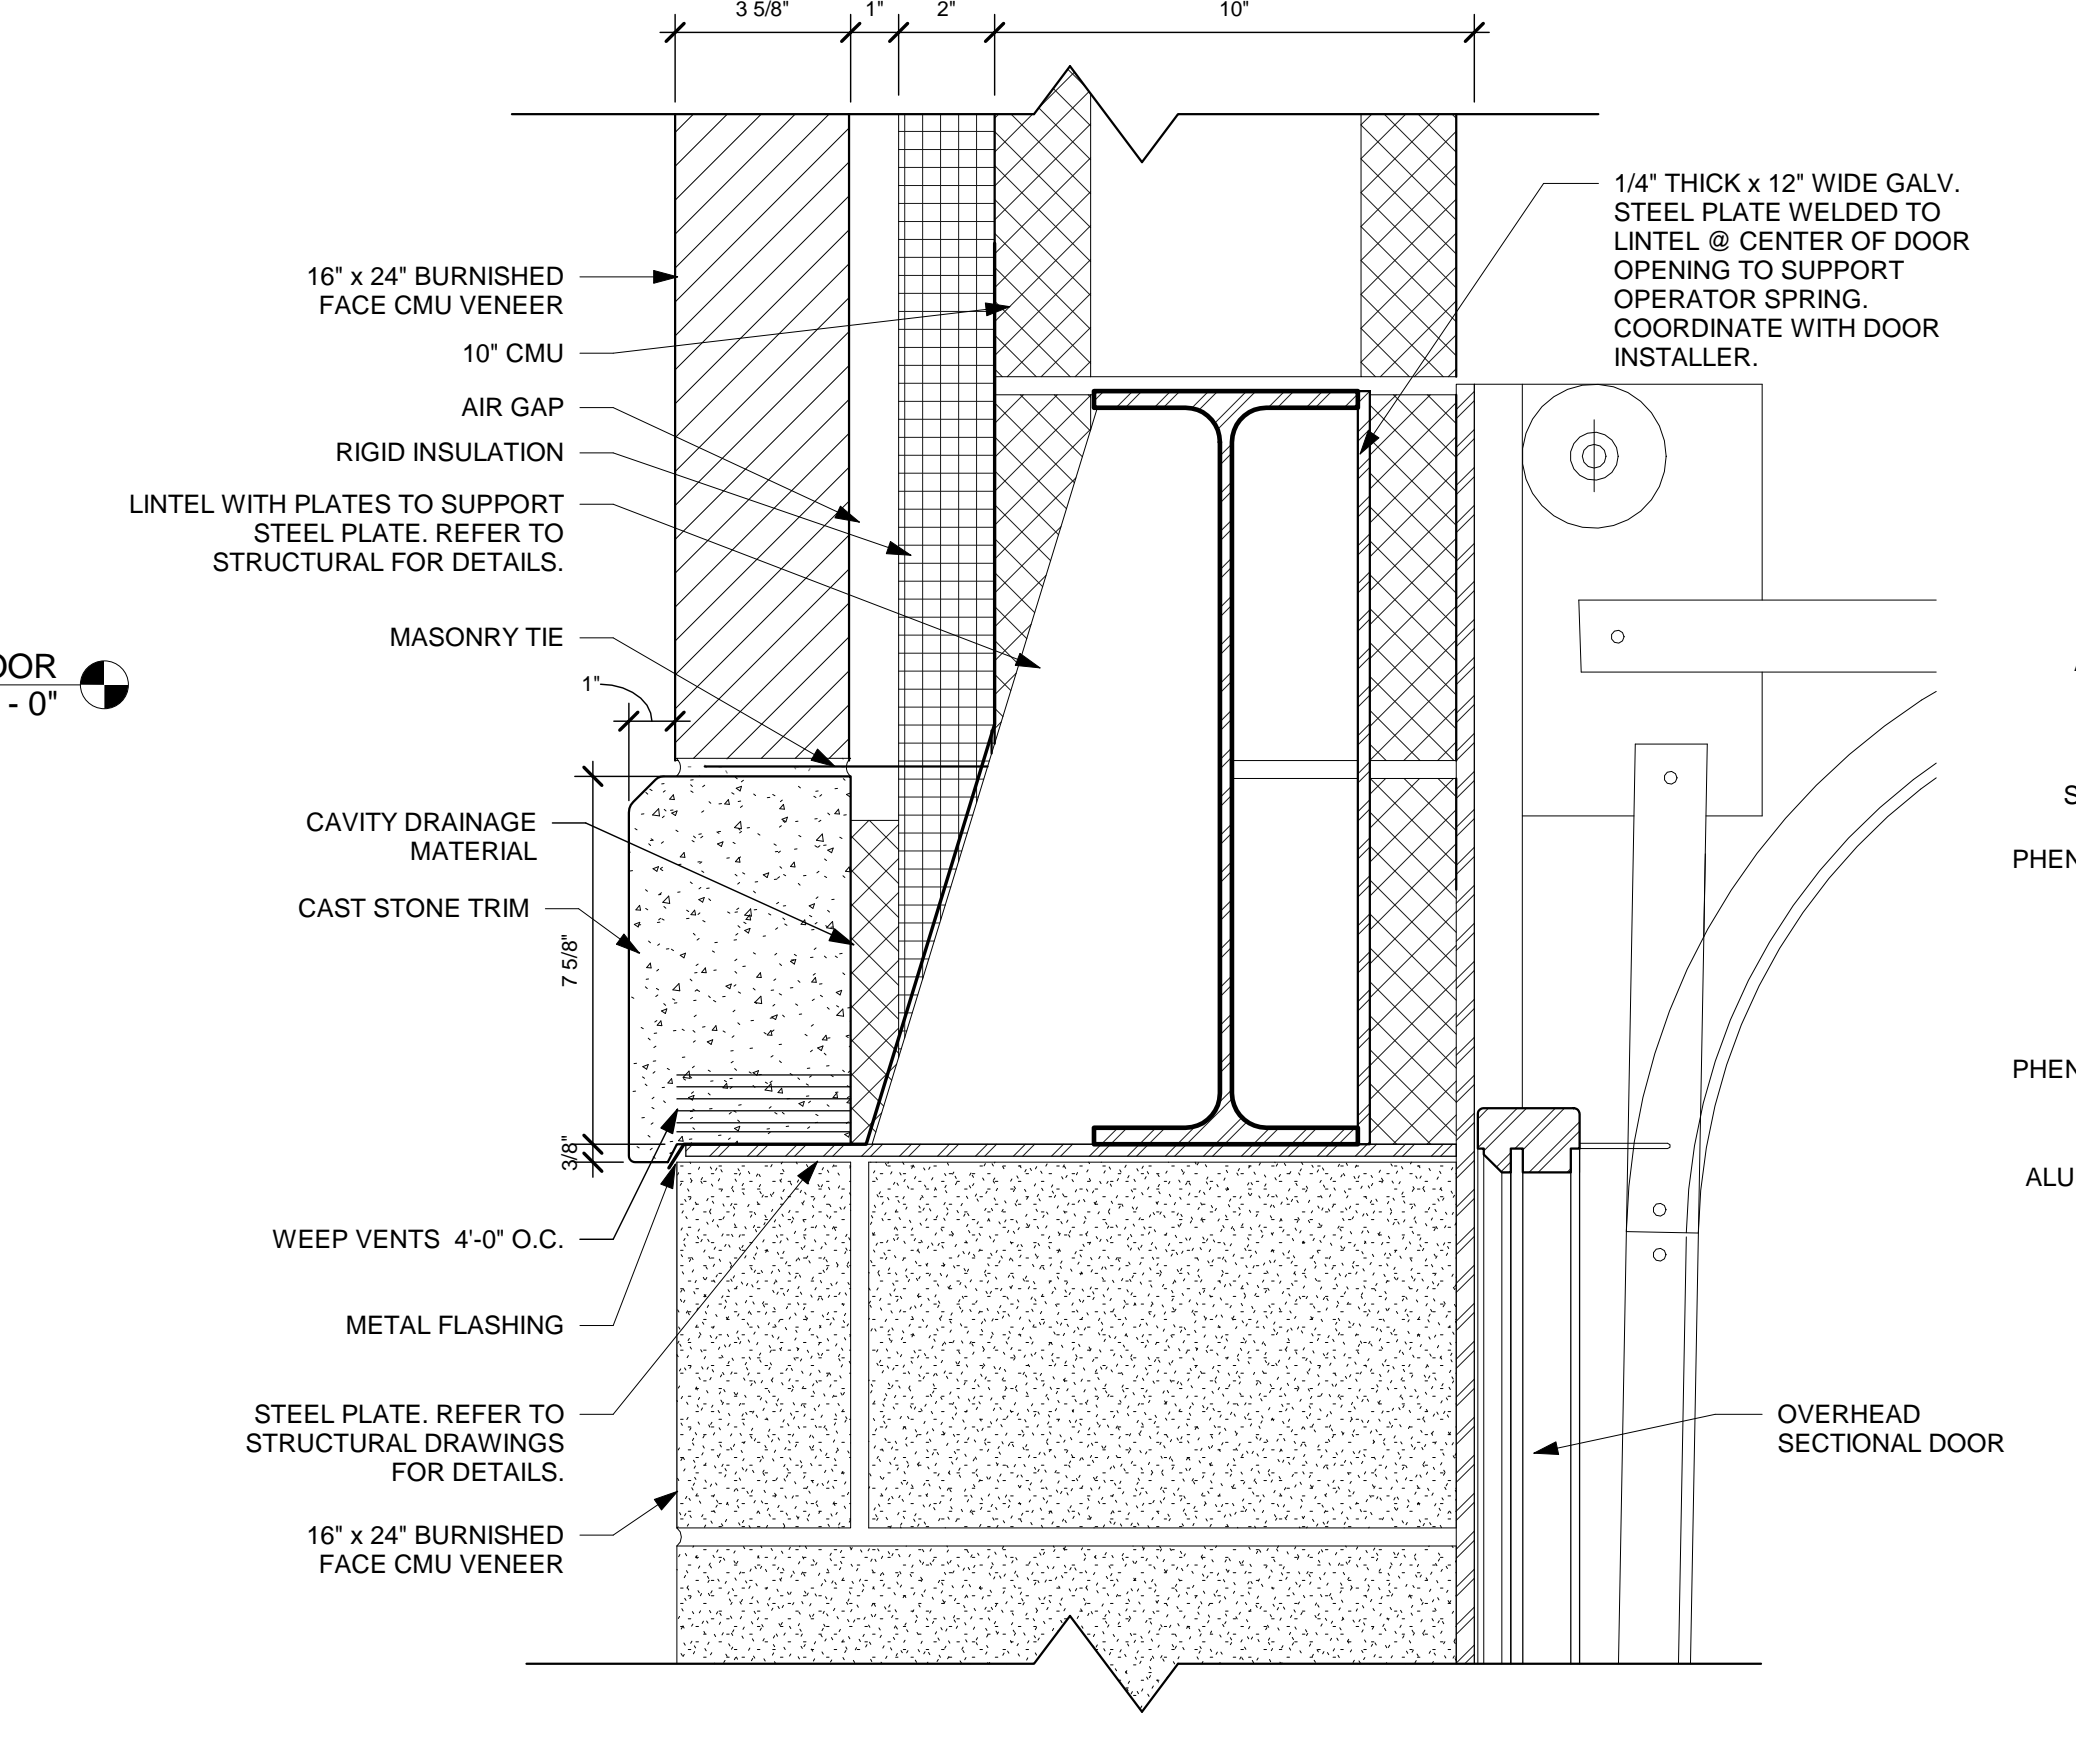 3 5/8"
1"
2"
10"
16" x 24" BURNISHED
FACE CMU VENEER
10" CMU
AIR GAP
RIGID INSULATION
LINTEL WITH PLATES TO SUPPORT
STEEL PLATE. REFER TO
STRUCTURAL FOR DETAILS.
MASONRY TIE
OOR
- 0"
1"
CAVITY DRAINAGE
MATERIAL
CAST STONE TRIM
7 5/8"
3/8"
WEEP VENTS 4'-0" O.C.
METAL FLASHING
STEEL PLATE. REFER TO
STRUCTURAL DRAWINGS
FOR DETAILS.
16" x 24" BURNISHED
FACE CMU VENEER
1/4" THICK x 12" WIDE GALV.
STEEL PLATE WELDED TO
LINTEL @ CENTER OF DOOR
OPENING TO SUPPORT
OPERATOR SPRING.
COORDINATE WITH DOOR
INSTALLER.
S
PHEN
PHEN
ALU
OVERHEAD
SECTIONAL DOOR